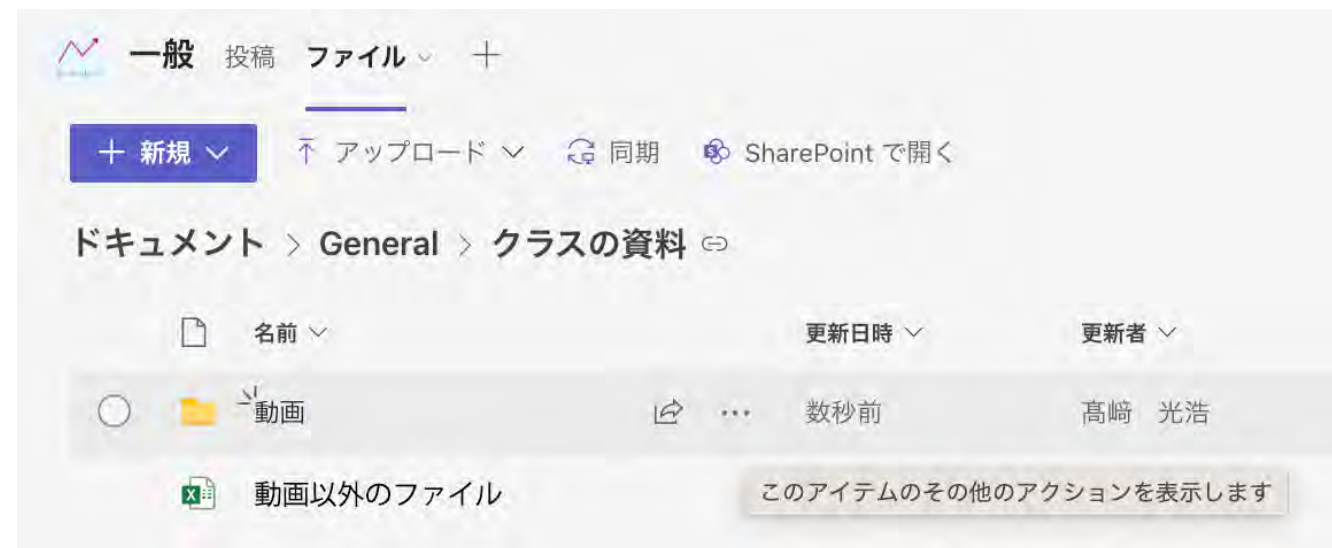 一般 投稿 ファイル
新規 アップロード 同期 SharePoint で開く
ドキュメント > General > クラスの資料
名前 更新日時 更新者
動画 ... 数秒前 髙﨑 光浩
動画以外のファイル このアイテムのその他のアクションを表示します